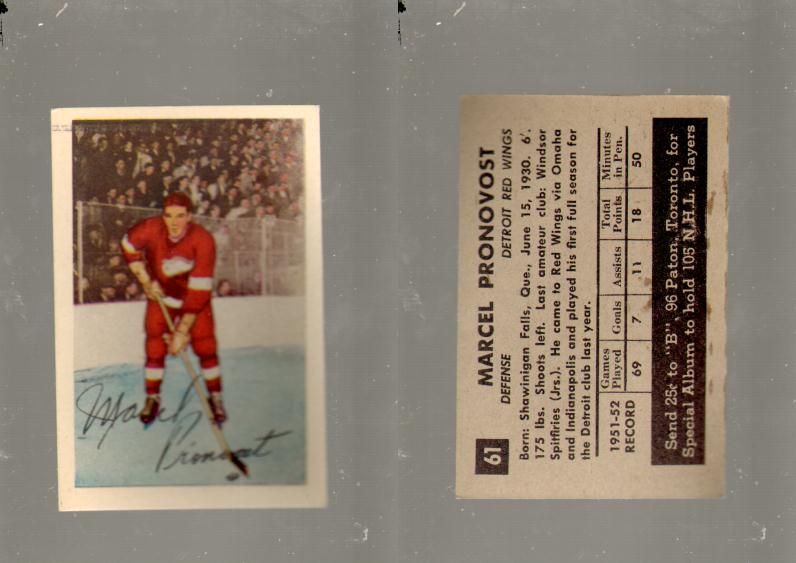 Marcel
Pronovost
61
MARCEL PRONOVOST
DEFENSE DETROIT RED WINGS
Born: Shawinigan Falls, Que., June 15, 1930. 6'.
175 lbs. Shoots left. Last amateur club: Windsor
Spitfiries (Jrs.). He came to Red Wings via Omaha
and Indianapolis and played his first full season for
the Detroit club last year.
1951-52 RECORD
Games Played Goals Assists Total Points Minutes in Pen.
69 7 11 18 50
Send 25c to "B", 96 Paton, Toronto, for
Special Album to hold 105 N.H.L. Players